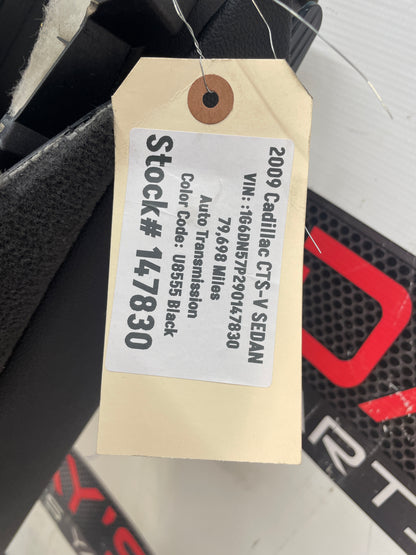 2009 Cadillac CTS-V SEDAN
VIN: :1G6DN57P290147830
79,698 Miles
Auto Transmission
Color Code: U8555 Black
Stock# 147830